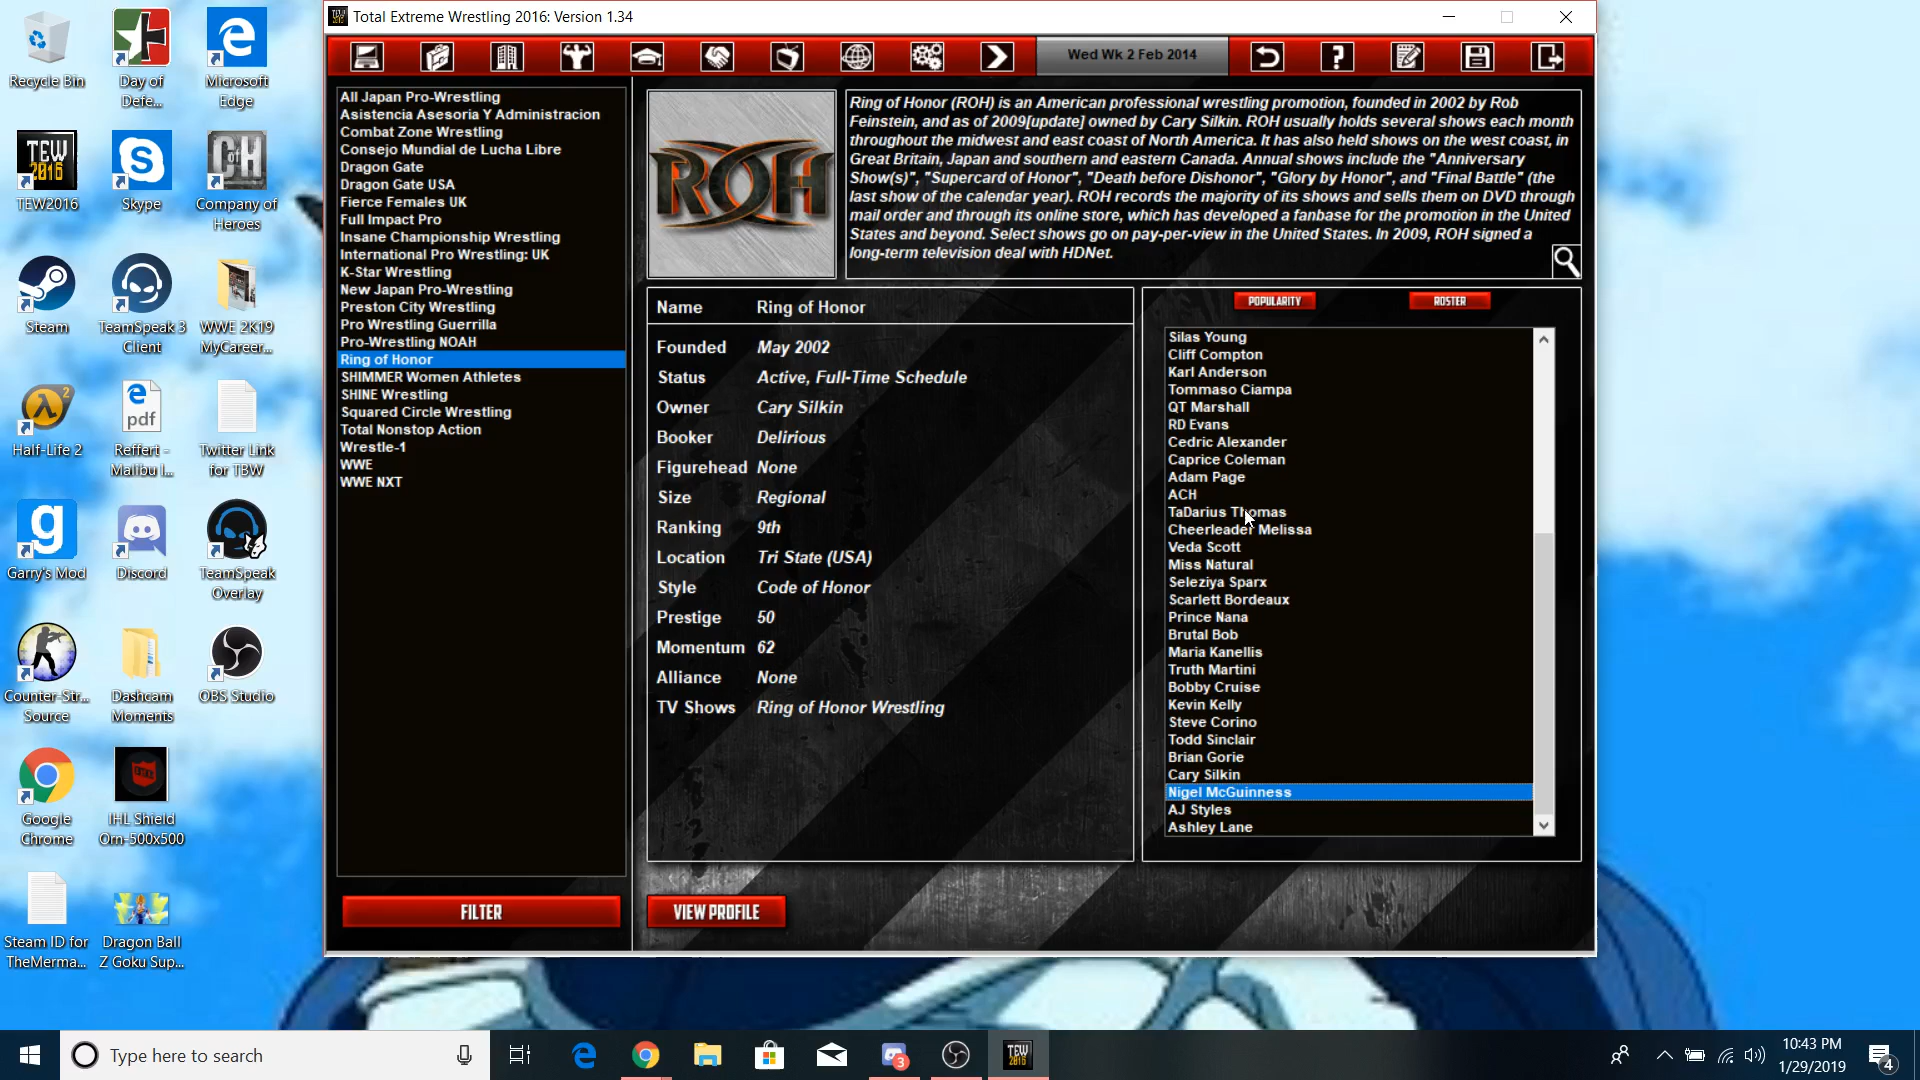 Recycle Bin
Day of
Defe...
Microsoft
Edge
TEW
2016
TEW2016
Skype
Company of
Heroes
Steam
TeamSpeak 3
Client
WWE 2K19
MyCareer...
Half-Life 2
pdf
Reffert -
Malibu I...
Twitter Link
for TBW
Garry's Mod
Discord
TeamSpeak
Overlay
Counter-Str...
Source
Dashcam
Moments
OBS Studio
Google
Chrome
IHL Shield
Orn-500x500
Steam ID for
TheMerma...
Dragon Ball
Z Goku Sup...
Total Extreme Wrestling 2016: Version 1.34
Wed Wk 2 Feb 2014
All Japan Pro-Wrestling
Asistencia Asesoria Y Administracion
Combat Zone Wrestling
Consejo Mundial de Lucha Libre
Dragon Gate
Dragon Gate USA
Fierce Females UK
Full Impact Pro
Insane Championship Wrestling
International Pro Wrestling: UK
K-Star Wrestling
New Japan Pro-Wrestling
Preston City Wrestling
Pro Wrestling Guerrilla
Pro-Wrestling NOAH
Ring of Honor
SHIMMER Women Athletes
SHINE Wrestling
Squared Circle Wrestling
Total Nonstop Action
Wrestle-1
WWE
WWE NXT
FILTER
ROH
Ring of Honor (ROH) is an American professional wrestling promotion, founded in 2002 by Rob
Feinstein, and as of 2009[update] owned by Cary Silkin. ROH usually holds several shows each month
throughout the midwest and east coast of North America. It has also held shows on the west coast, in
Great Britain, Japan and southern and eastern Canada. Annual shows include the "Anniversary
Show(s)", "Supercard of Honor", "Death before Dishonor", "Glory by Honor", and "Final Battle" (the
last show of the calendar year). ROH records the majority of its shows and sells them on DVD through
mail order and through its online store, which has developed a fanbase for the promotion in the United
States and beyond. Select shows go on pay-per-view in the United States. In 2009, ROH signed a
long-term television deal with HDNet.
Name Ring of Honor
Founded May 2002
Status Active, Full-Time Schedule
Owner Cary Silkin
Booker Delirious
Figurehead None
Size Regional
Ranking 9th
Location Tri State (USA)
Style Code of Honor
Prestige 50
Momentum 62
Alliance None
TV Shows Ring of Honor Wrestling
VIEW PROFILE
POPULARITY ROSTER
Silas Young
Cliff Compton
Karl Anderson
Tommaso Ciampa
QT Marshall
RD Evans
Cedric Alexander
Caprice Coleman
Adam Page
ACH
TaDarius Thomas
Cheerleader Melissa
Veda Scott
Miss Natural
Seleziya Sparx
Scarlett Bordeaux
Prince Nana
Brutal Bob
Maria Kanellis
Truth Martini
Bobby Cruise
Kevin Kelly
Steve Corino
Todd Sinclair
Brian Gorie
Cary Silkin
Nigel McGuinness
AJ Styles
Ashley Lane
Type here to search
3
TEW
2016
10:43 PM
1/29/2019
4